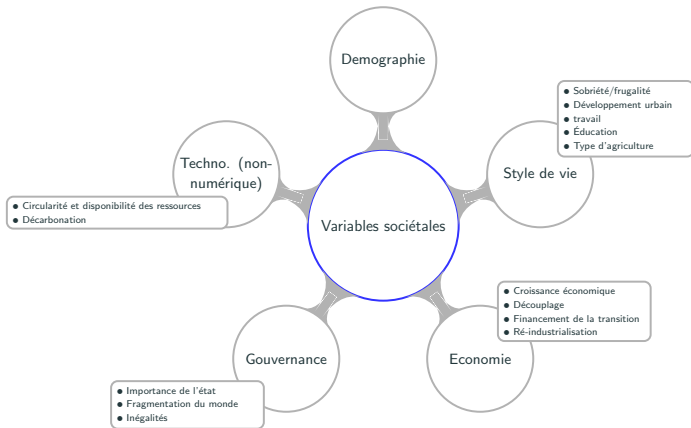 Demographie
• Sobriété/frugalité
• Développement urbain
• travail
• Éducation
• Type d'agriculture
Style de vie
Techno. (non-
numérique)
• Circularité et disponibilité des ressources
• Décarbonation
Variables sociétales
• Croissance économique
• Découplage
• Financement de la transition
• Ré-industrialisation
Economie
Gouvernance
• Importance de l'état
• Fragmentation du monde
• Inégalités